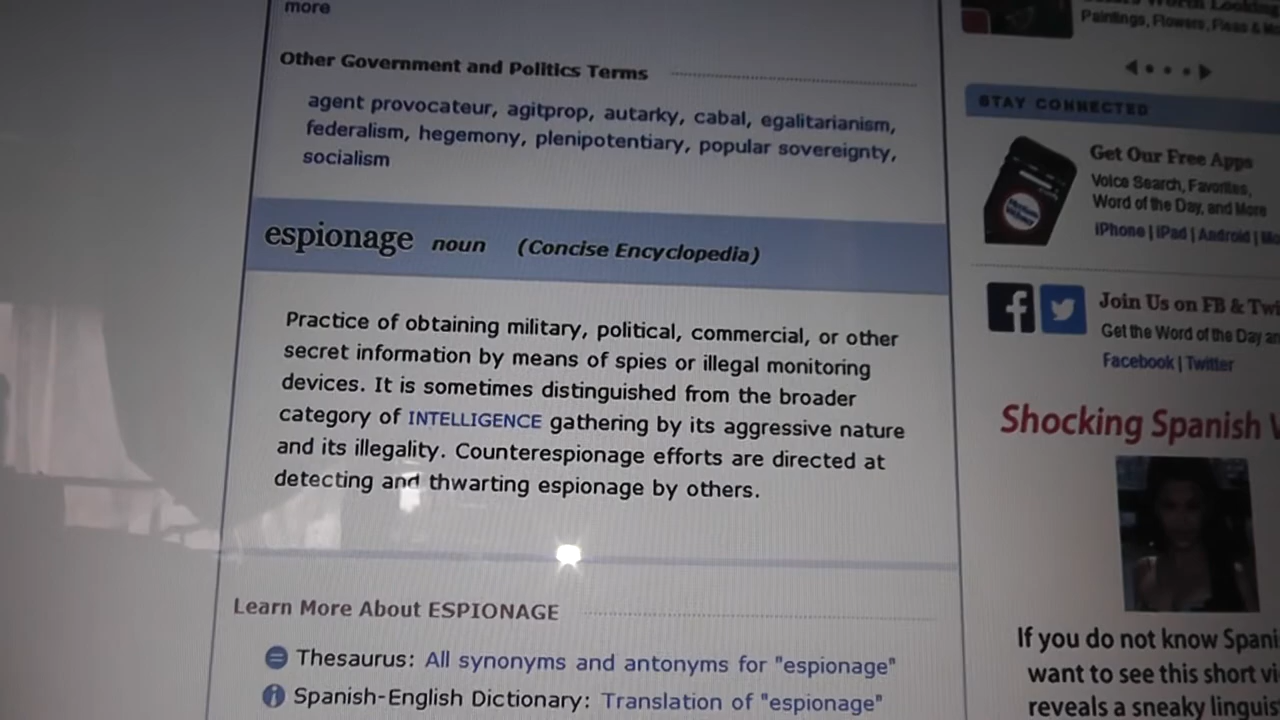 more
Other Government and Politics Terms
agent provocateur, agitprop, autarky, cabal, egalitarianism,
federalism, hegemony, plenipotentiary, popular sovereignty,
socialism
espionage noun (Concise Encyclopedia)
Practice of obtaining military, political, commercial, or other
secret information by means of spies or illegal monitoring
devices. It is sometimes distinguished from the broader
category of INTELLIGENCE gathering by its aggressive nature
and its illegality. Counterespionage efforts are directed at
detecting and thwarting espionage by others.
Learn More About ESPIONAGE
Thesaurus: All synonyms and antonyms for "espionage"
Spanish-English Dictionary: Translation of "espionage"
Looking
Paintings, Flowers, Fleas &
STAY CONNECTED
Get Our Free Apps
Voice Search, Favorites,
Word of the Day, and More
iPhone | iPad | Android |
Join Us on FB &
Get the Word of the Day
Facebook | Twitter
Shocking Spanish
If you do not know
want to see this short
reveals a sneaky